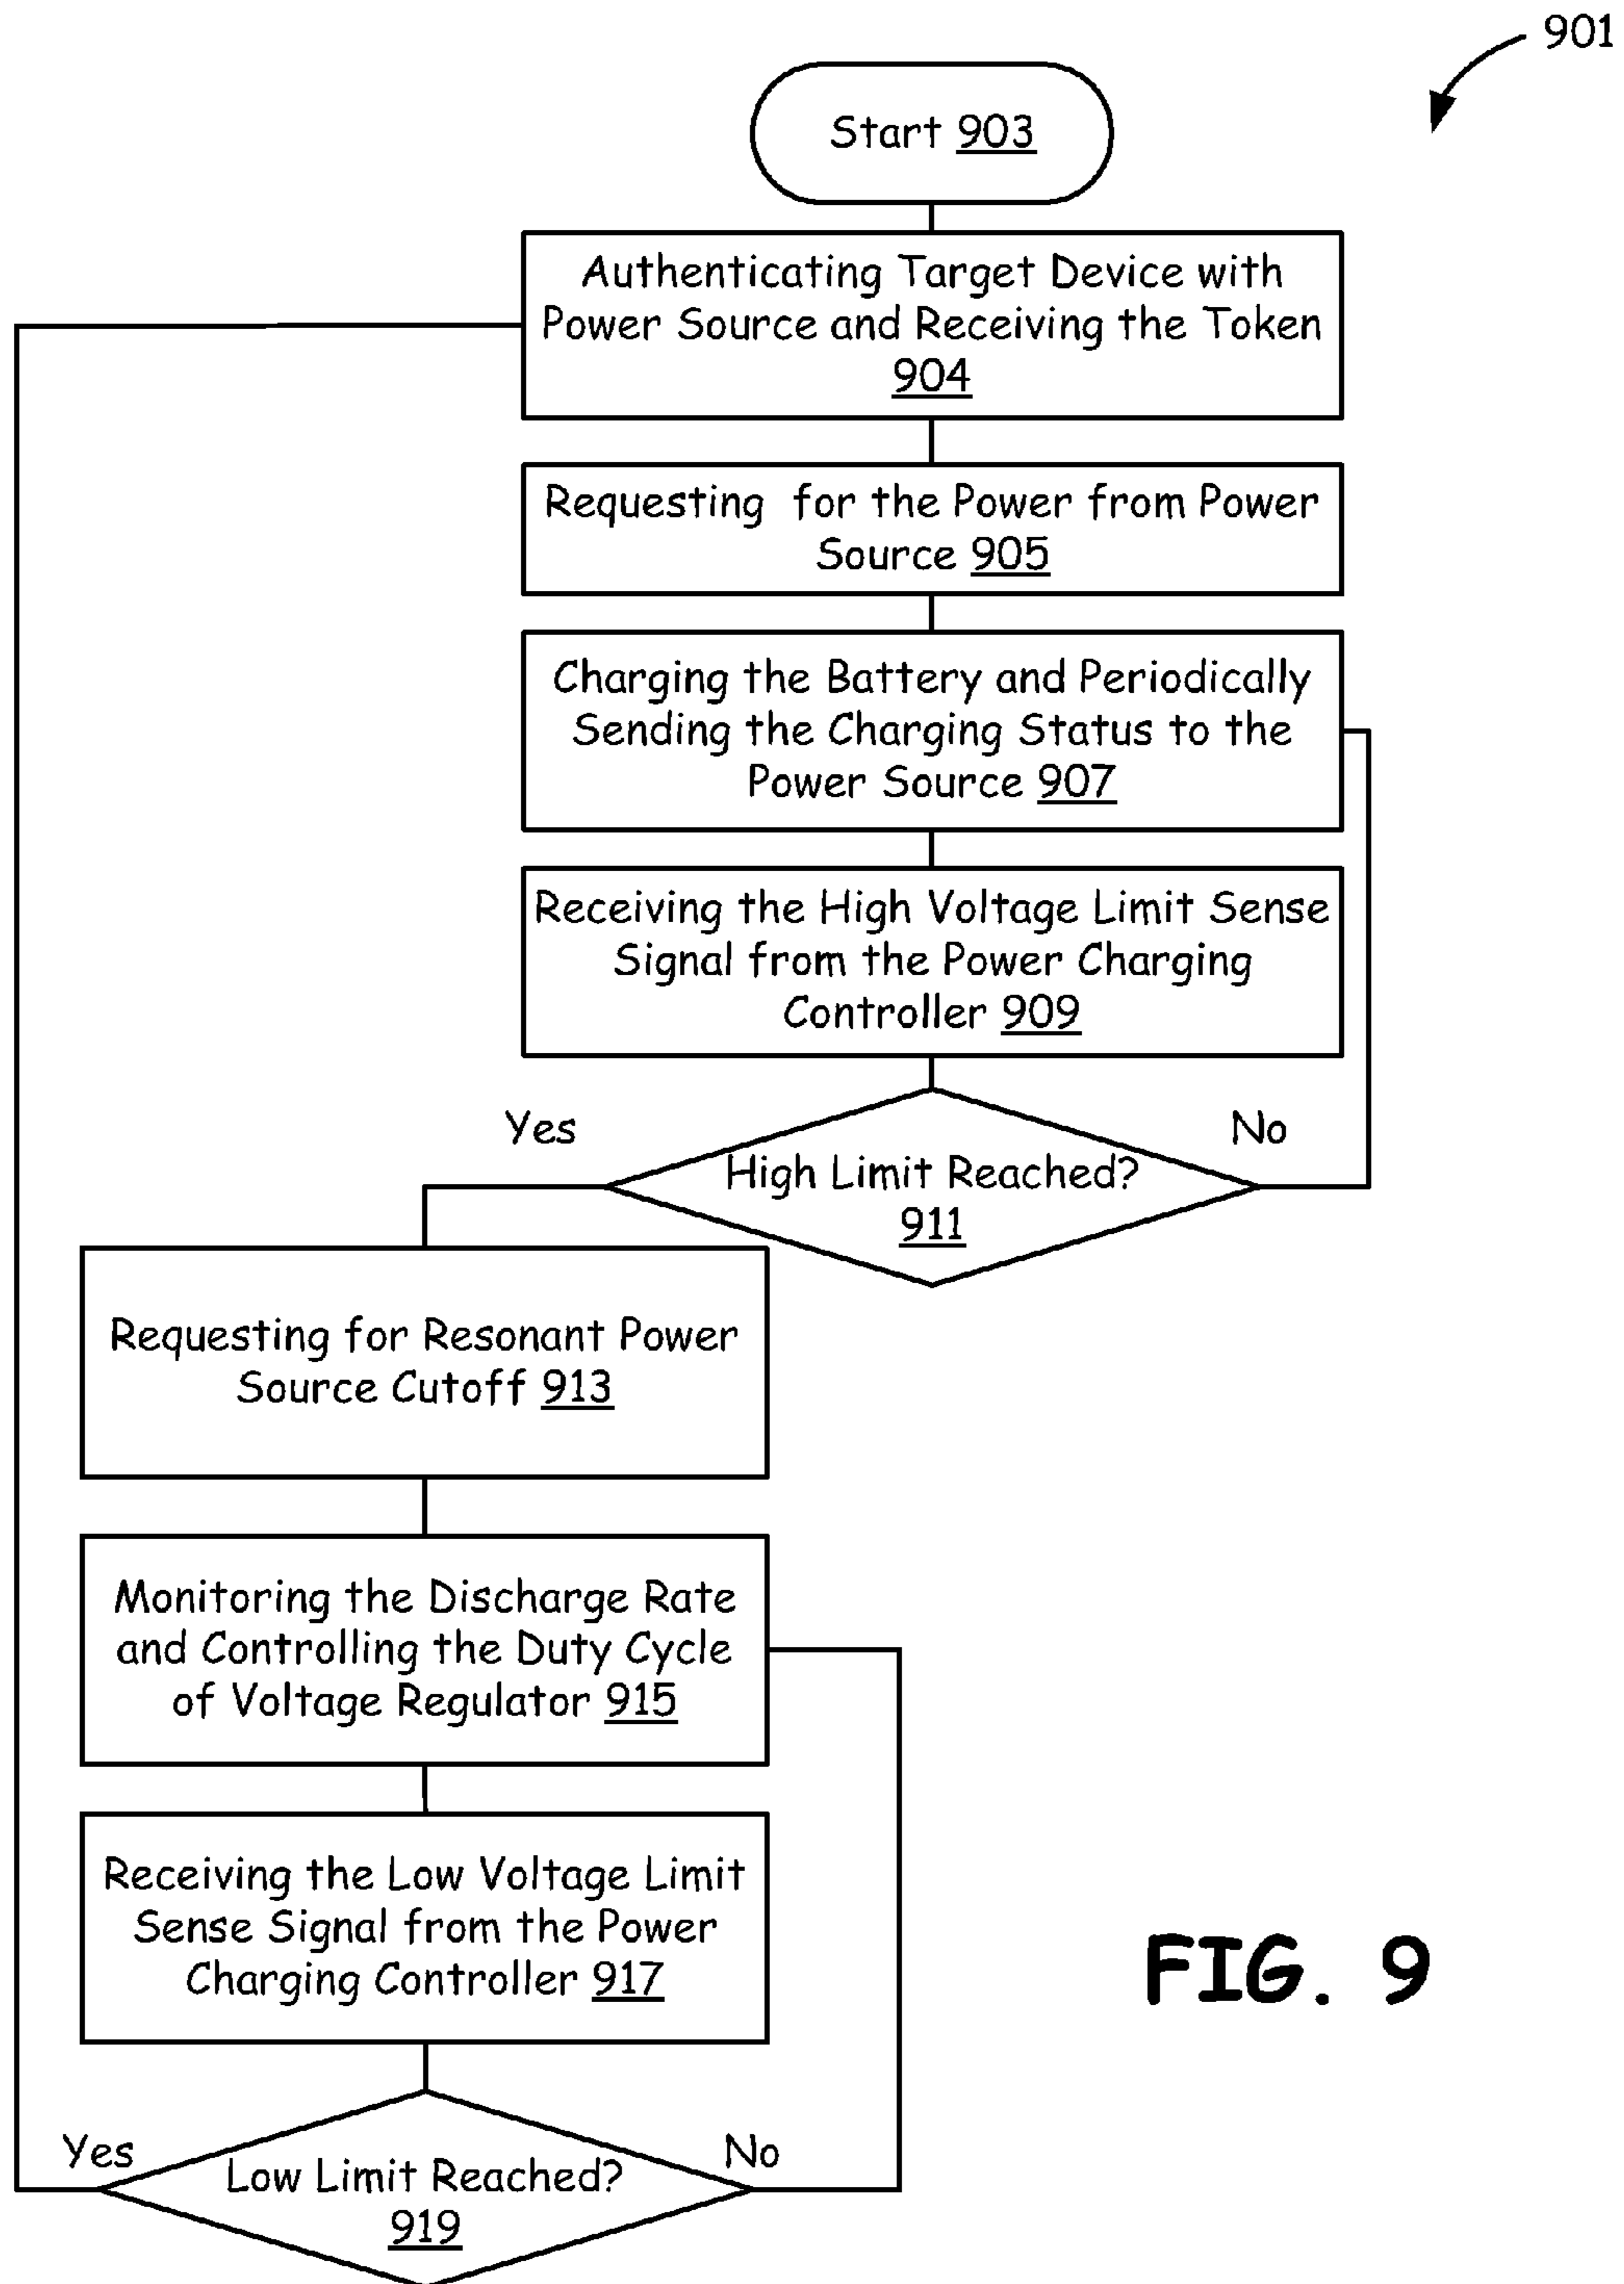 901
Start 903
Authenticating Target Device with
Power Source and Receiving the Token
904
Requesting for the Power from Power
Source 905
Charging the Battery and Periodically
Sending the Charging Status to the
Power Source 907
Receiving the High Voltage Limit Sense
Signal from the Power Charging
Controller 909
Yes
No
High Limit Reached?
911
Requesting for Resonant Power
Source Cutoff 913
Monitoring the Discharge Rate
and Controlling the Duty Cycle
of Voltage Regulator 915
Receiving the Low Voltage Limit
Sense Signal from the Power
Charging Controller 917
Yes
No
Low Limit Reached?
919
FIG. 9